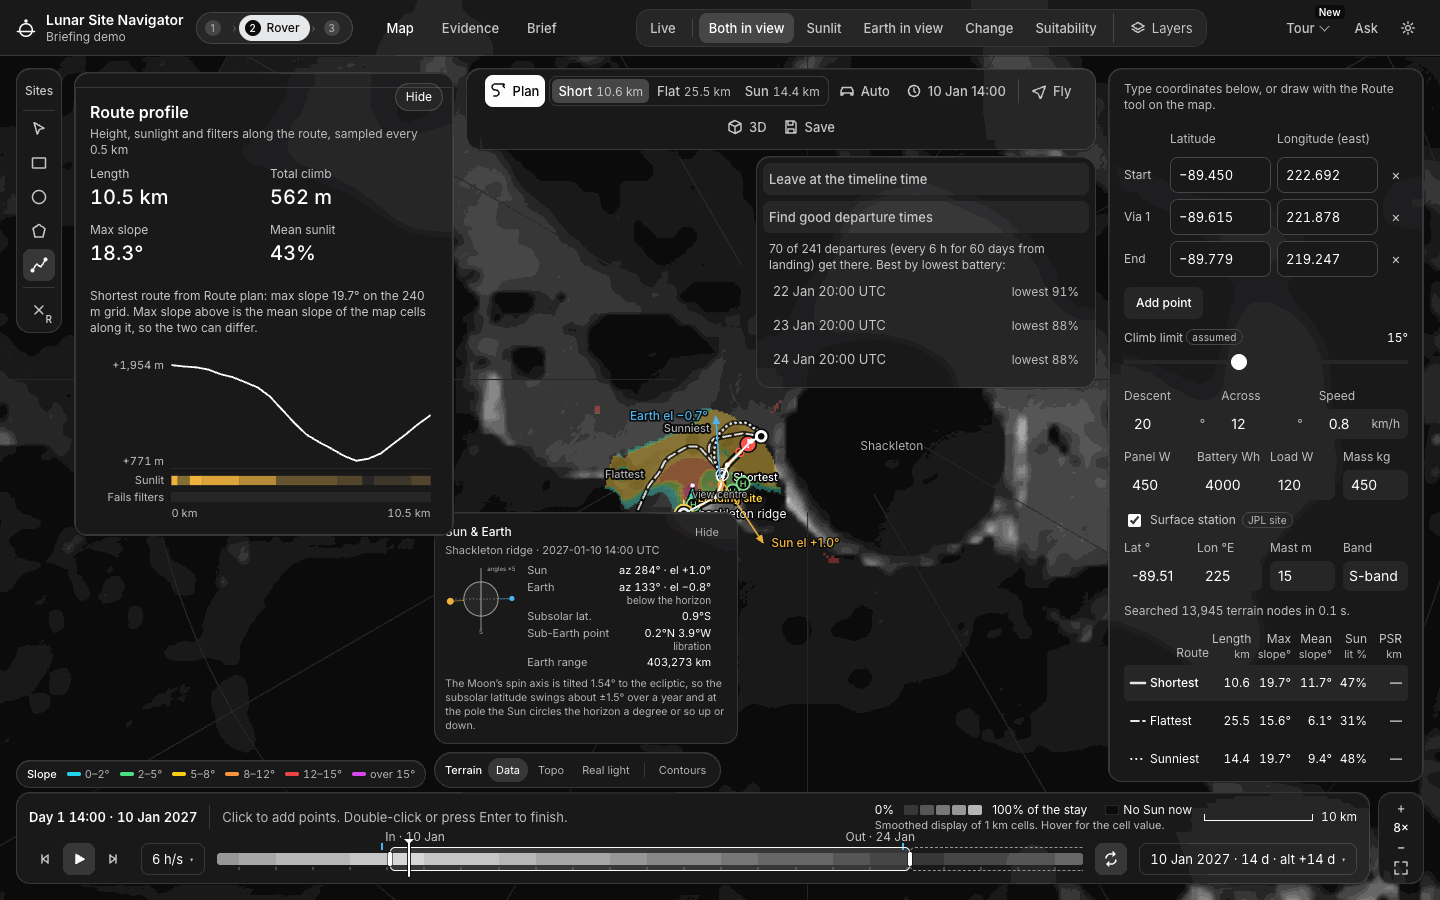 Lunar Site Navigator
Briefing demo
1 2 Rover 3
Map Evidence Brief
Live Both in view Sunlit Earth in view Change Suitability Layers
New
Tour Ask
Sites
R
Hide
Route profile
Height, sunlight and filters along the route, sampled every
0.5 km
Length Total climb
10.5 km 562 m
Max slope Mean sunlit
18.3° 43%
Shortest route from Route plan: max slope 19.7° on the 240
m grid. Max slope above is the mean slope of the map cells
along it, so the two can differ.
+1,954 m
+771 m
Sunlit
Fails filters
0 km 10.5 km
Plan Short 10.6 km Flat 25.5 km Sun 14.4 km Auto 10 Jan 14:00 Fly
3D Save
Leave at the timeline time
Find good departure times
70 of 241 departures (every 6 h for 60 days from
landing) get there. Best by lowest battery:
22 Jan 20:00 UTC lowest 91%
23 Jan 20:00 UTC lowest 88%
24 Jan 20:00 UTC lowest 88%
Earth el −0.7°
Sunniest
Flattest
Shortest
view centre
Shackleton
Sun el +1.0°
Sun & Earth Hide
Shackleton ridge · 2027-01-10 14:00 UTC
angles ×5
S
Sun az 284° · el +1.0°
Earth az 133° · el −0.8°
below the horizon
Subsolar lat. 0.9°S
Sub-Earth point 0.2°N 3.9°W
libration
Earth range 403,273 km
The Moon's spin axis is tilted 1.54° to the ecliptic, so the
subsolar latitude swings about ±1.5° over a year and at
the pole the Sun circles the horizon a degree or so up or
down.
Type coordinates below, or draw with the Route
tool on the map.
Latitude Longitude (east)
Start −89.450 222.692 ×
Via 1 −89.615 221.878 ×
End −89.779 219.247 ×
Add point
Climb limit assumed 15°
Descent Across Speed
20 ° 12 ° 0.8 km/h
Panel W Battery Wh Load W Mass kg
450 4000 120 450
Surface station JPL site
Lat ° Lon °E Mast m Band
-89.51 225 15 S-band
Searched 13,945 terrain nodes in 0.1 s.
Length Max Mean Sun PSR
Route km slope° slope° lit % km
Shortest 10.6 19.7° 11.7° 47% —
Flattest 25.5 15.6° 6.1° 31% —
Sunniest 14.4 19.7° 9.4° 48% —
Slope 0–2° 2–5° 5–8° 8–12° 12–15° over 15°
Terrain Data Topo Real light Contours
Day 1 14:00 · 10 Jan 2027 Click to add points. Double-click or press Enter to finish.
0% 100% of the stay No Sun now
Smoothed display of 1 km cells. Hover for the cell value.
10 km
In · 10 Jan Out · 24 Jan
6 h/s
10 Jan 2027 · 14 d · alt +14 d
+
8×
−